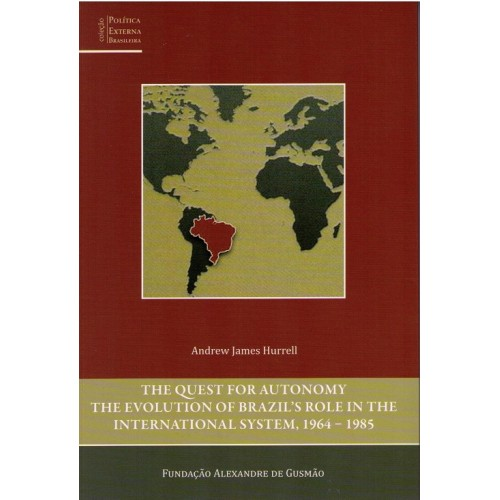 coleção
POLÍTICA
EXTERNA
BRASILEIRA
Andrew James Hurrell
THE QUEST FOR AUTONOMY
THE EVOLUTION OF BRAZIL'S ROLE IN THE
INTERNATIONAL SYSTEM, 1964 – 1985
FUNDAÇÃO ALEXANDRE DE GUSMÃO